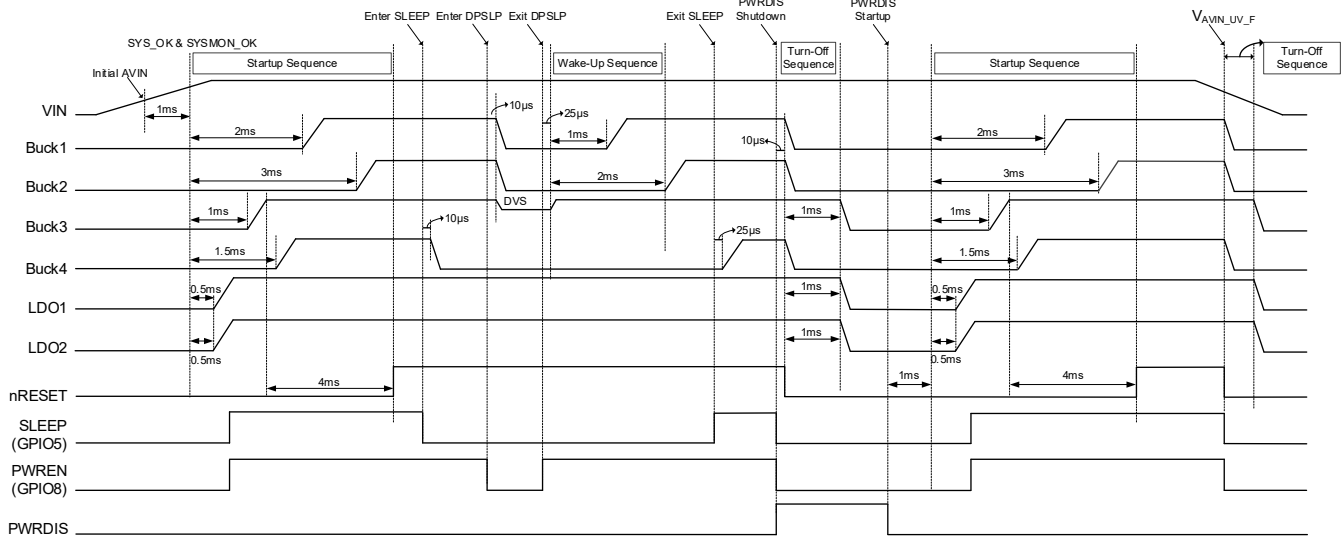 PWRDIS
Shutdown
PWRDIS
Startup
V_AVIN_UV_F
Enter SLEEP
Enter DPSLP
Exit DPSLP
Exit SLEEP
SYS_OK & SYSMON_OK
Startup Sequence
Wake-Up Sequence
Turn-Off
Sequence
Startup Sequence
Turn-Off
Sequence
Initial AVIN
VIN
1ms
10µs
25µs
Buck1
2ms
1ms
10µs
2ms
Buck2
3ms
2ms
3ms
Buck3
1ms
DVS
10µs
1ms
1ms
Buck4
1.5ms
25µs
1.5ms
LDO1
0.5ms
1ms
0.5ms
LDO2
0.5ms
1ms
0.5ms
nRESET
4ms
1ms
4ms
SLEEP
(GPIO5)
PWREN
(GPIO8)
PWRDIS